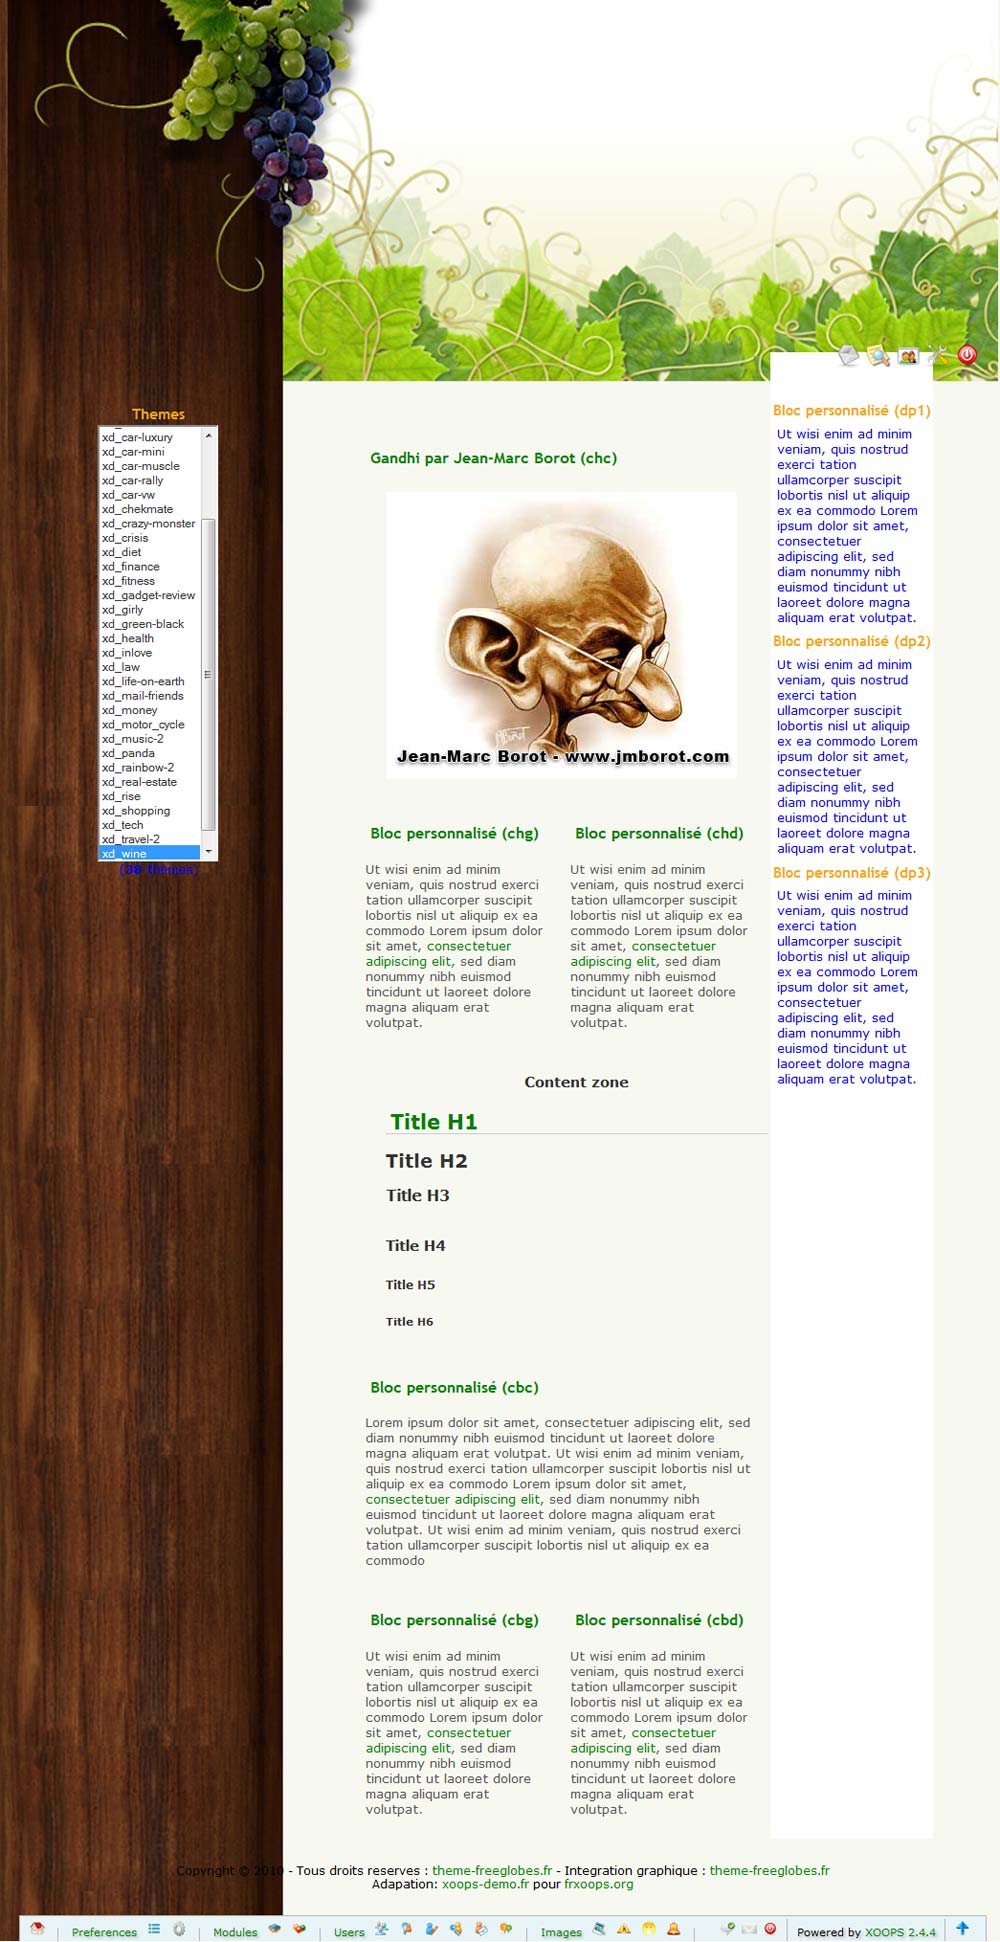 Themes
xd_car-luxury
xd_car-mini
xd_car-muscle
xd_car-rally
xd_car-vw
xd_chekmate
xd_crazy-monster
xd_crisis
xd_diet
xd_finance
xd_fitness
xd_gadget-review
xd_girly
xd_green-black
xd_health
xd_inlove
xd_law
xd_life-on-earth
xd_mail-friends
xd_money
xd_motor_cycle
xd_music-2
xd_panda
xd_rainbow-2
xd_real-estate
xd_rise
xd_shopping
xd_tech
xd_travel-2
xd_wine
themes)
Gandhi par Jean-Marc Borot (chc)
Jean-Marc Borot - www.jmborot.com
Bloc personnalisé (chg)
Ut wisi enim ad minim
veniam, quis nostrud exerci
tation ullamcorper suscipit
lobortis nisl ut aliquip ex ea
commodo Lorem ipsum dolor
sit amet, consectetuer
adipiscing elit, sed diam
nonummy nibh euismod
tincidunt ut laoreet dolore
magna aliquam erat
volutpat.
Bloc personnalisé (chd)
Ut wisi enim ad minim
veniam, quis nostrud exerci
tation ullamcorper suscipit
lobortis nisl ut aliquip ex ea
commodo Lorem ipsum dolor
sit amet, consectetuer
adipiscing elit, sed diam
nonummy nibh euismod
tincidunt ut laoreet dolore
magna aliquam erat
volutpat.
Content zone
Title H1
Title H2
Title H3
Title H4
Title H5
Title H6
Bloc personnalisé (cbc)
Lorem ipsum dolor sit amet, consectetuer adipiscing elit, sed
diam nonummy nibh euismod tincidunt ut laoreet dolore
magna aliquam erat volutpat. Ut wisi enim ad minim veniam,
quis nostrud exerci tation ullamcorper suscipit lobortis nisl ut
aliquip ex ea commodo Lorem ipsum dolor sit amet,
consectetuer adipiscing elit, sed diam nonummy nibh
euismod tincidunt ut laoreet dolore magna aliquam erat
volutpat. Ut wisi enim ad minim veniam, quis nostrud exerci
tation ullamcorper suscipit lobortis nisl ut aliquip ex ea
commodo
Bloc personnalisé (cbg)
Ut wisi enim ad minim
veniam, quis nostrud exerci
tation ullamcorper suscipit
lobortis nisl ut aliquip ex ea
commodo Lorem ipsum dolor
sit amet, consectetuer
adipiscing elit, sed diam
nonummy nibh euismod
tincidunt ut laoreet dolore
magna aliquam erat
volutpat.
Bloc personnalisé (cbd)
Ut wisi enim ad minim
veniam, quis nostrud exerci
tation ullamcorper suscipit
lobortis nisl ut aliquip ex ea
commodo Lorem ipsum dolor
sit amet, consectetuer
adipiscing elit, sed diam
nonummy nibh euismod
tincidunt ut laoreet dolore
magna aliquam erat
volutpat.
Bloc personnalisé (dp1)
Ut wisi enim ad minim
veniam, quis nostrud
exerci tation
ullamcorper suscipit
lobortis nisl ut aliquip
ex ea commodo Lorem
ipsum dolor sit amet,
consectetuer
adipiscing elit, sed
diam nonummy nibh
euismod tincidunt ut
laoreet dolore magna
aliquam erat volutpat.
Bloc personnalisé (dp2)
Ut wisi enim ad minim
veniam, quis nostrud
exerci tation
ullamcorper suscipit
lobortis nisl ut aliquip
ex ea commodo Lorem
ipsum dolor sit amet,
consectetuer
adipiscing elit, sed
diam nonummy nibh
euismod tincidunt ut
laoreet dolore magna
aliquam erat volutpat.
Bloc personnalisé (dp3)
Ut wisi enim ad minim
veniam, quis nostrud
exerci tation
ullamcorper suscipit
lobortis nisl ut aliquip
ex ea commodo Lorem
ipsum dolor sit amet,
consectetuer
adipiscing elit, sed
diam nonummy nibh
euismod tincidunt ut
laoreet dolore magna
aliquam erat volutpat.
Copyright © 2010 - Tous droits reserves : theme-freeglobes.fr - Integration graphique : theme-freeglobes.fr
Adapation: xoops-demo.fr pour frxoops.org
Preferences Modules Users Images Powered by XOOPS 2.4.4